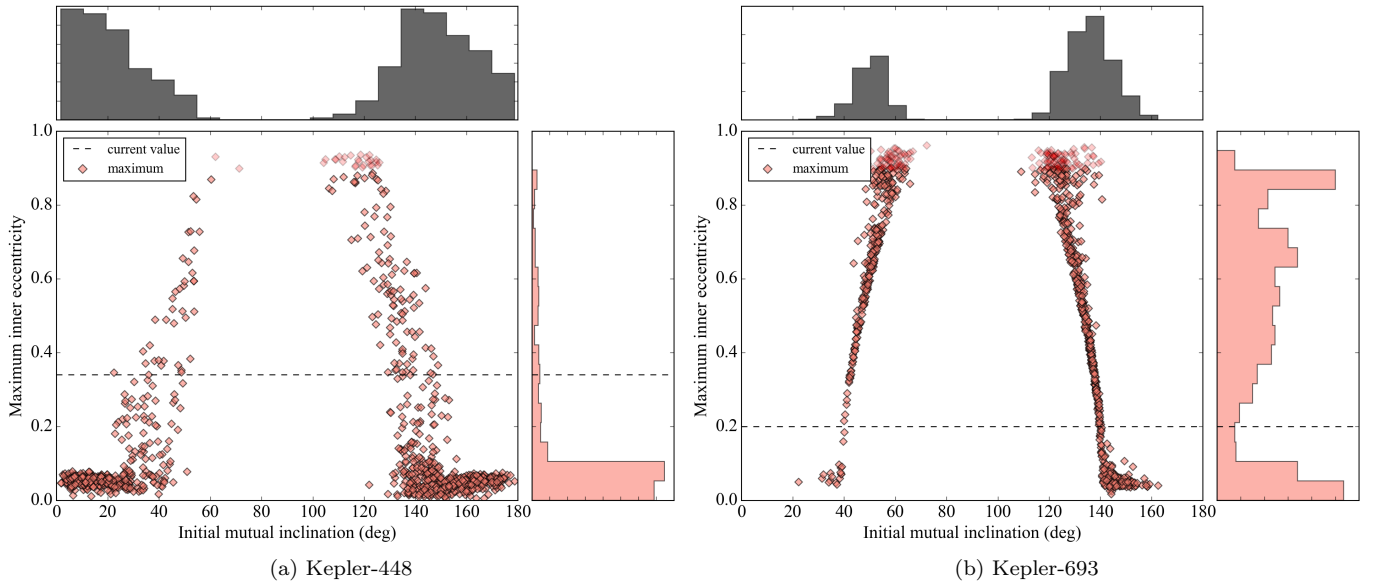 1.0
0.8
0.6
0.4
0.2
0.0
Maximum inner eccentricity
current value
maximum
0 20 40 60 80 100 120 140 160 180
Initial mutual inclination (deg)
(a) Kepler-448
1.0
0.8
0.6
0.4
0.2
0.0
Maximum inner eccentricity
current value
maximum
0 20 40 60 80 100 120 140 160 180
Initial mutual inclination (deg)
(b) Kepler-693